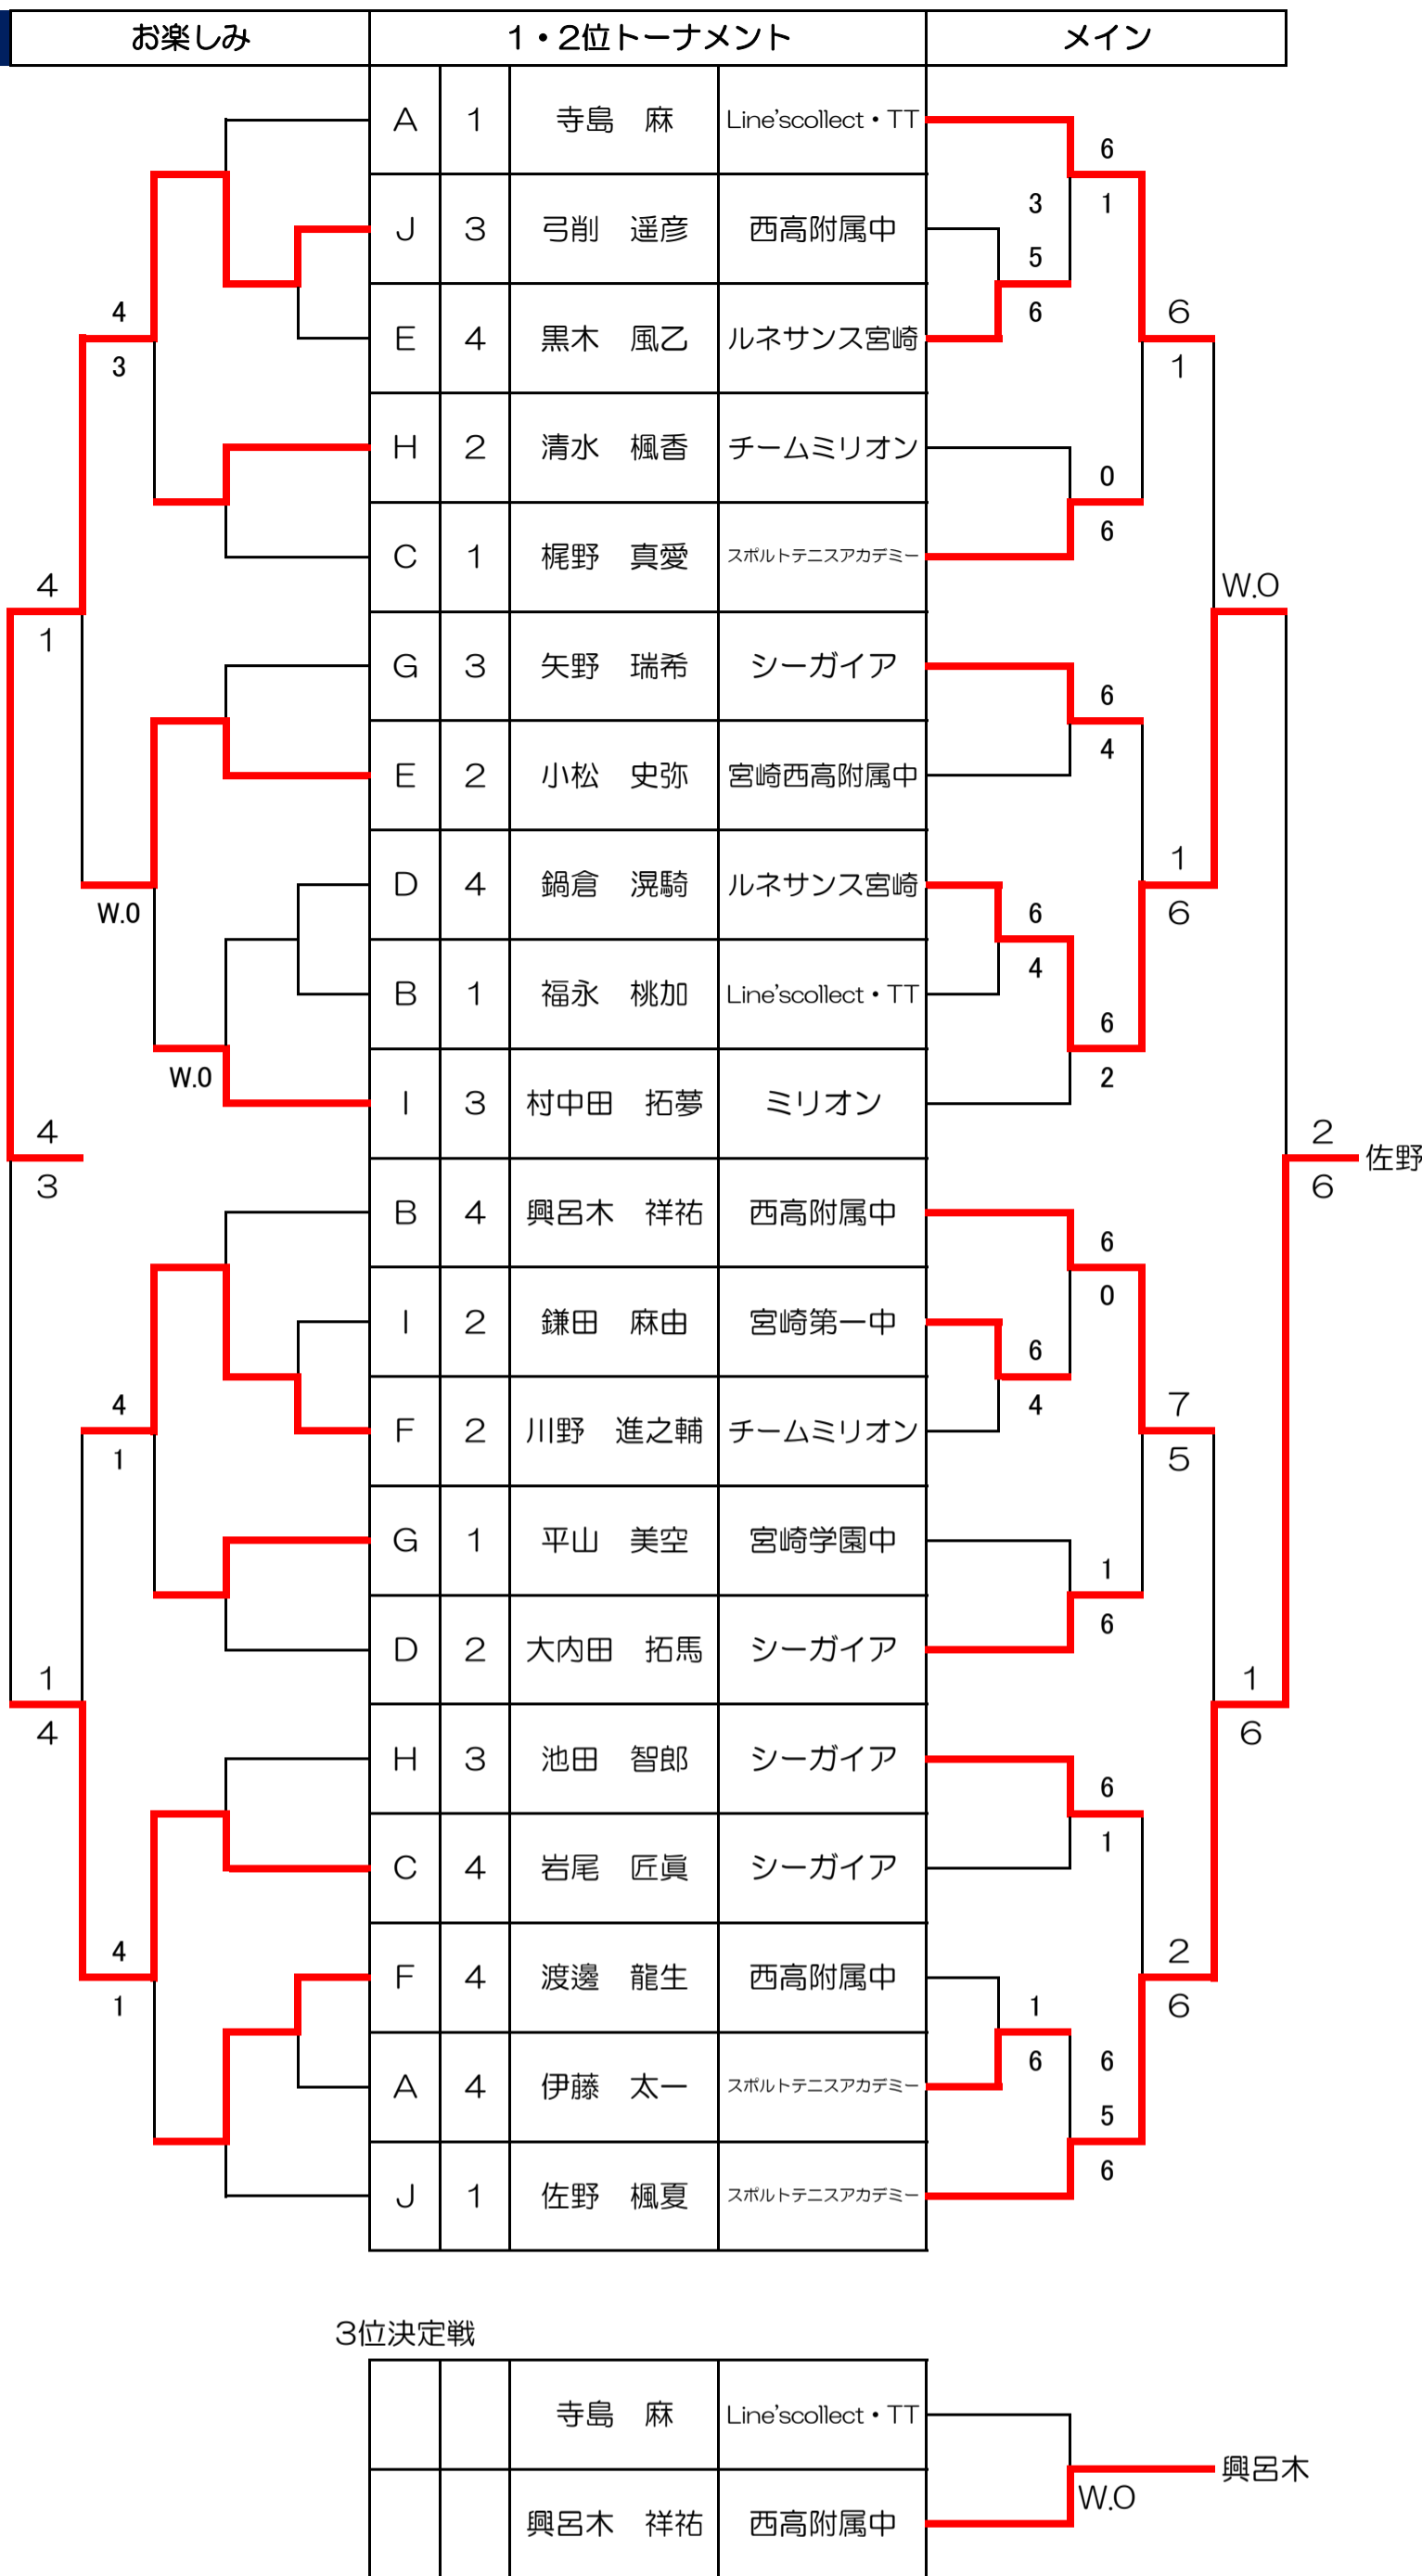 お楽しみ 1・2位トーナメント メイン
A 1 寺島 麻 Line'scollect・TT
6
3 1
J 3 弓削 遥彦 西高附属中
5
4 6 6
E 4 黒木 風乙 ルネサンス宮崎
3 1
H 2 清水 楓香 チームミリオン
0
6
C 1 梶野 真愛 スポルトテニスアカデミー
4 W.O
1
G 3 矢野 瑞希 シーガイア
6
4
E 2 小松 史弥 宮崎西高附属中
1
D 4 鍋倉 滉騎 ルネサンス宮崎
W.0 6 6
4
B 1 福永 桃加 Line'scollect・TT
6
W.0 2
I 3 村中田 拓夢 ミリオン
4 2
佐野
3 6
B 4 興呂木 祥祐 西高附属中
6
0
I 2 鎌田 麻由 宮崎第一中
6
4 4 7
F 2 川野 進之輔 チームミリオン
1 5
G 1 平山 美空 宮崎学園中
1
6
D 2 大内田 拓馬 シーガイア
1 1
4 6
H 3 池田 智郎 シーガイア
6
1
C 4 岩尾 匠眞 シーガイア
4 2
F 4 渡邊 龍生 西高附属中
1 1 6
6 6
A 4 伊藤 太一 スポルトテニスアカデミー
5
6
J 1 佐野 楓夏 スポルトテニスアカデミー
3位決定戦
寺島 麻 Line'scollect・TT
興呂木
W.O
興呂木 祥祐 西高附属中